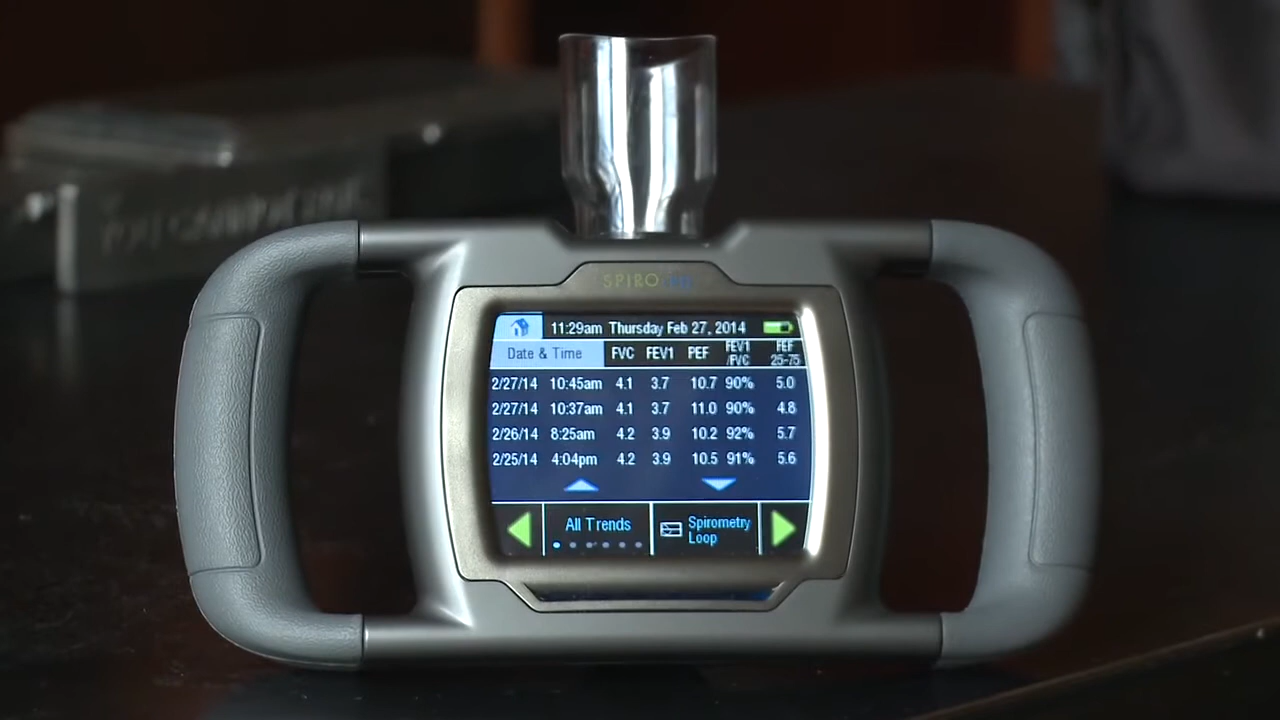 SPIRO
11:29am Thursday Feb 27, 2014
Date & Time FVC FEV1 PEF FEV1/FVC FEF 25-75
2/27/14 10:45am 4.1 3.7 10.7 90% 5.0
2/27/14 10:37am 4.1 3.7 11.0 90% 4.8
2/26/14 8:25am 4.2 3.9 10.2 92% 5.7
2/25/14 4:04pm 4.2 3.9 10.5 91% 5.6
All Trends
Spirometry
Loop